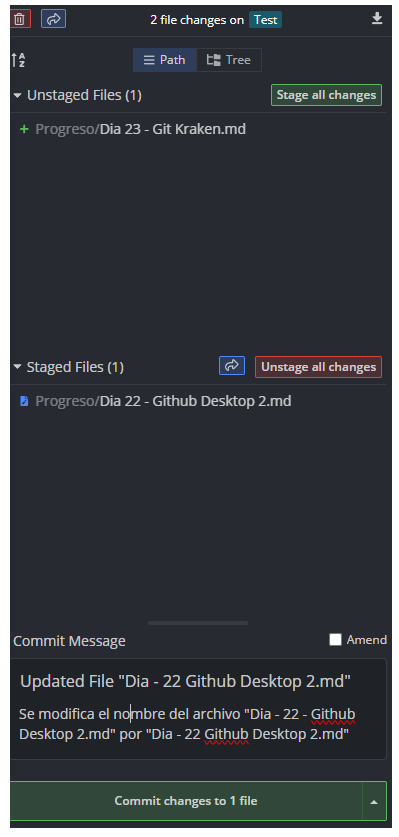 2 file changes on Test
A
Z
Path Tree
Unstaged Files (1) Stage all changes
Progreso/Dia 23 - Git Kraken.md
Staged Files (1) Unstage all changes
Progreso/Dia 22 - Github Desktop 2.md
Commit Message Amend
Updated File "Dia - 22 Github Desktop 2.md"
Se modifica el nombre del archivo "Dia - 22 - Github
Desktop 2.md" por "Dia - 22 Github Desktop 2.md"
Commit changes to 1 file